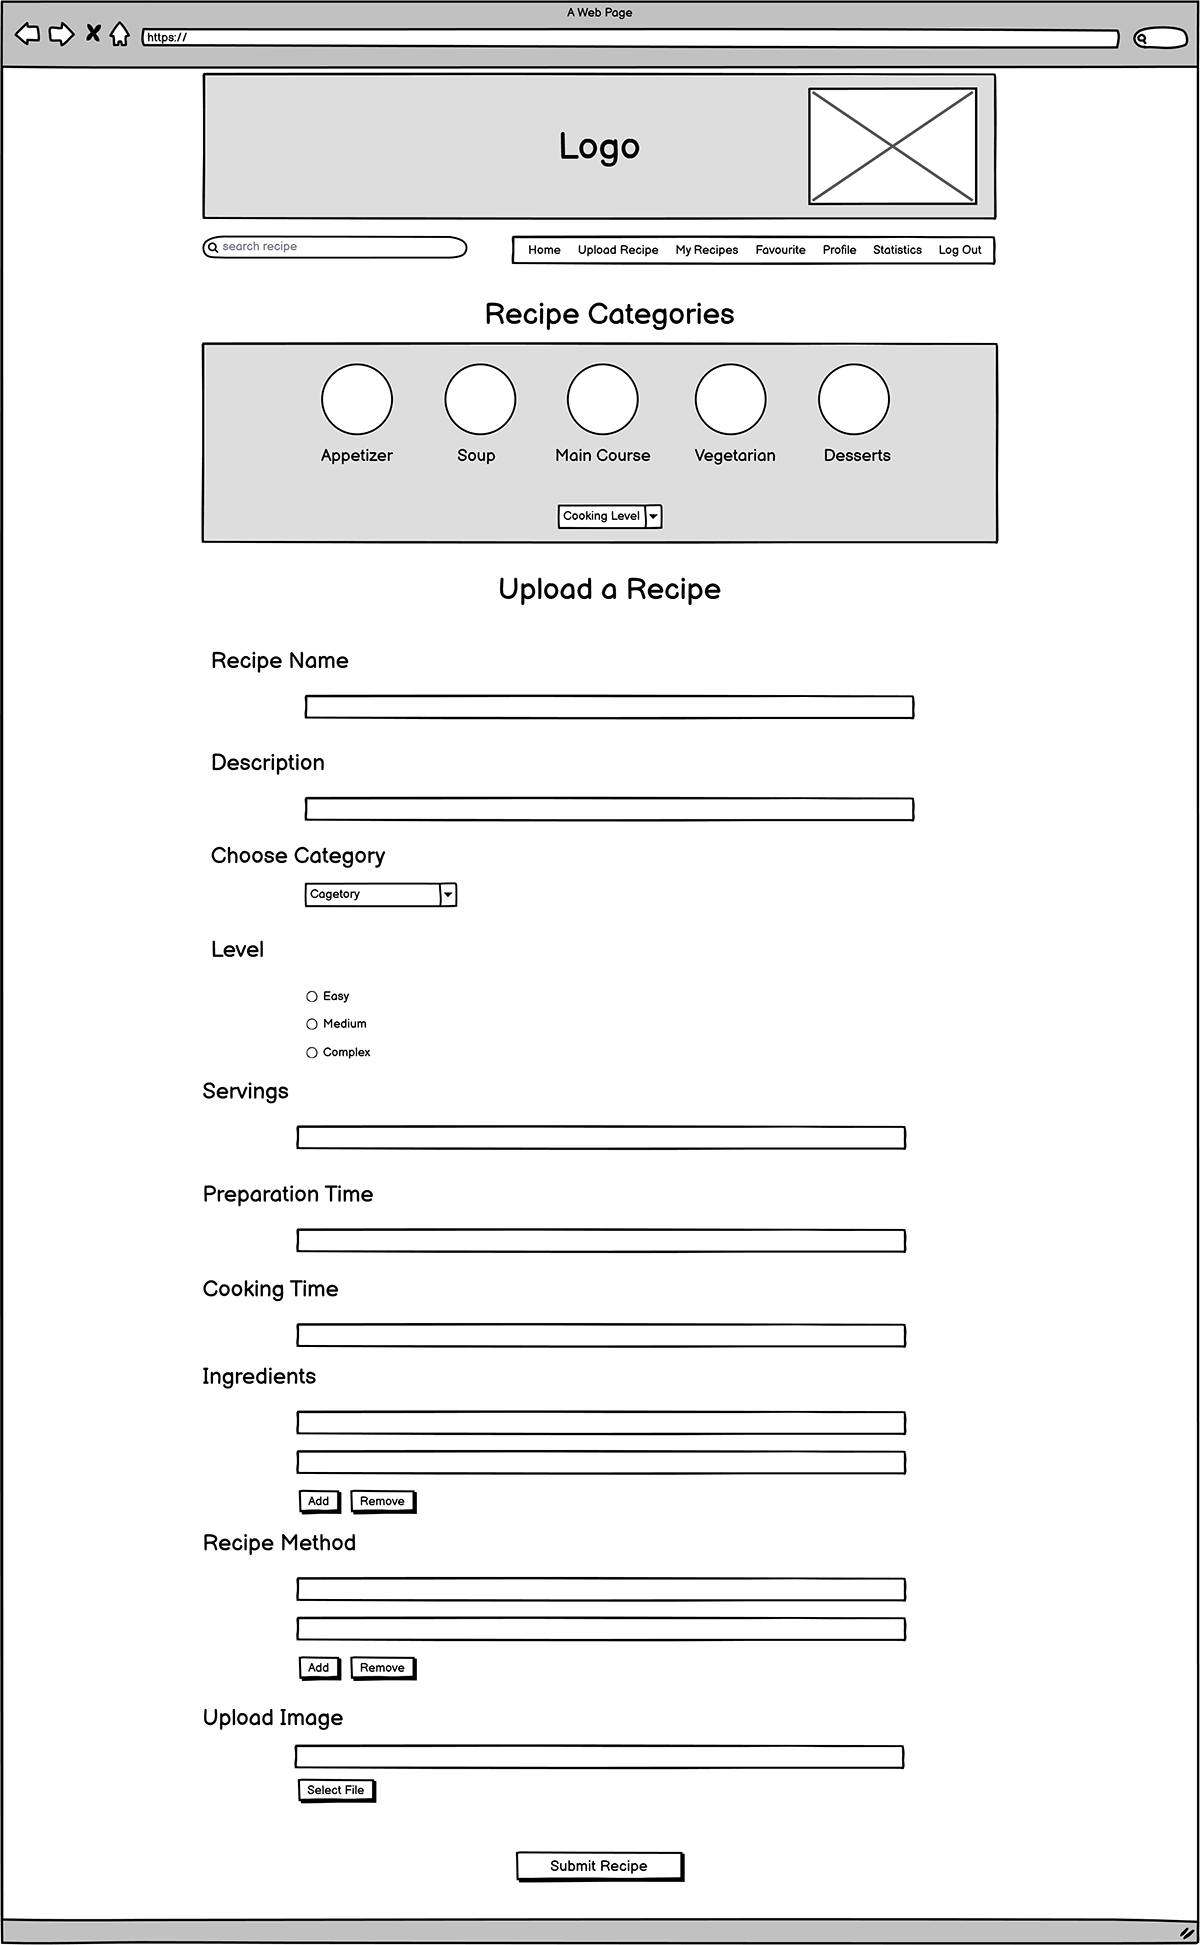 A Web Page
https://
Logo
search recipe
Home Upload Recipe My Recipes Favourite Profile Statistics Log Out
Recipe Categories
Appetizer Soup Main Course Vegetarian Desserts
Cooking Level
Upload a Recipe
Recipe Name
Description
Choose Category
Cagetory
Level
Easy
Medium
Complex
Servings
Preparation Time
Cooking Time
Ingredients
Add Remove
Recipe Method
Add Remove
Upload Image
Select File
Submit Recipe